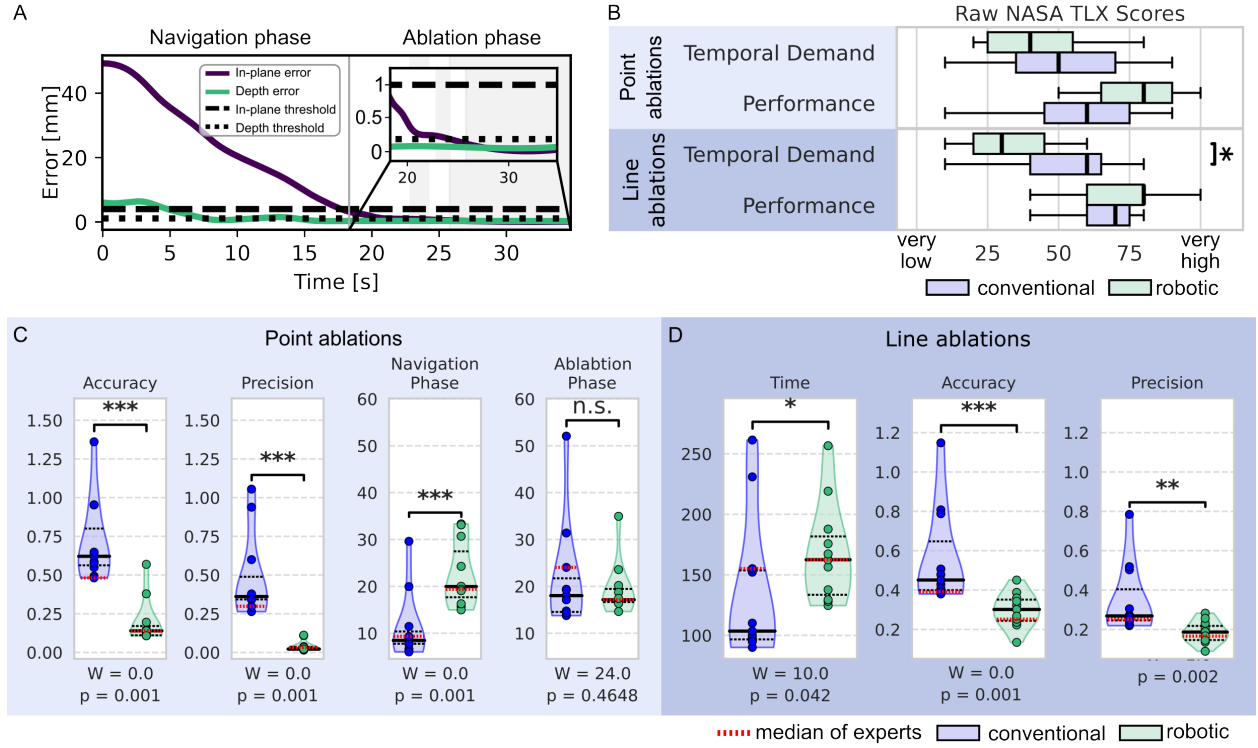 A
Navigation phase
Ablation phase
Error [mm]
40
20
0
In-plane error
Depth error
In-plane threshold
Depth threshold
1
0.5
0
20
30
0
5
10
15
20
25
30
Time [s]
B
Raw NASA TLX Scores
Point
ablations
Temporal Demand
Performance
Line
ablations
Temporal Demand
Performance
*
very
low
25
50
75
very
high
conventional
robotic
C
Point ablations
Accuracy
1.50
1.25
1.00
0.75
0.50
0.25
0.00
***
W = 0.0
p = 0.001
Precision
1.50
1.25
1.00
0.75
0.50
0.25
0.00
***
W = 0.0
p = 0.001
Navigation
Phase
60
50
40
30
20
10
***
W = 0.0
p = 0.001
Ablabtion
Phase
60
50
40
30
20
10
n.s.
W = 24.0
p = 0.4648
D
Line ablations
Time
250
200
150
100
*
W = 10.0
p = 0.042
Accuracy
1.2
1.0
0.8
0.6
0.4
0.2
***
W = 0.0
p = 0.001
Precision
1.2
1.0
0.8
0.6
0.4
0.2
**
p = 0.002
median of experts
conventional
robotic